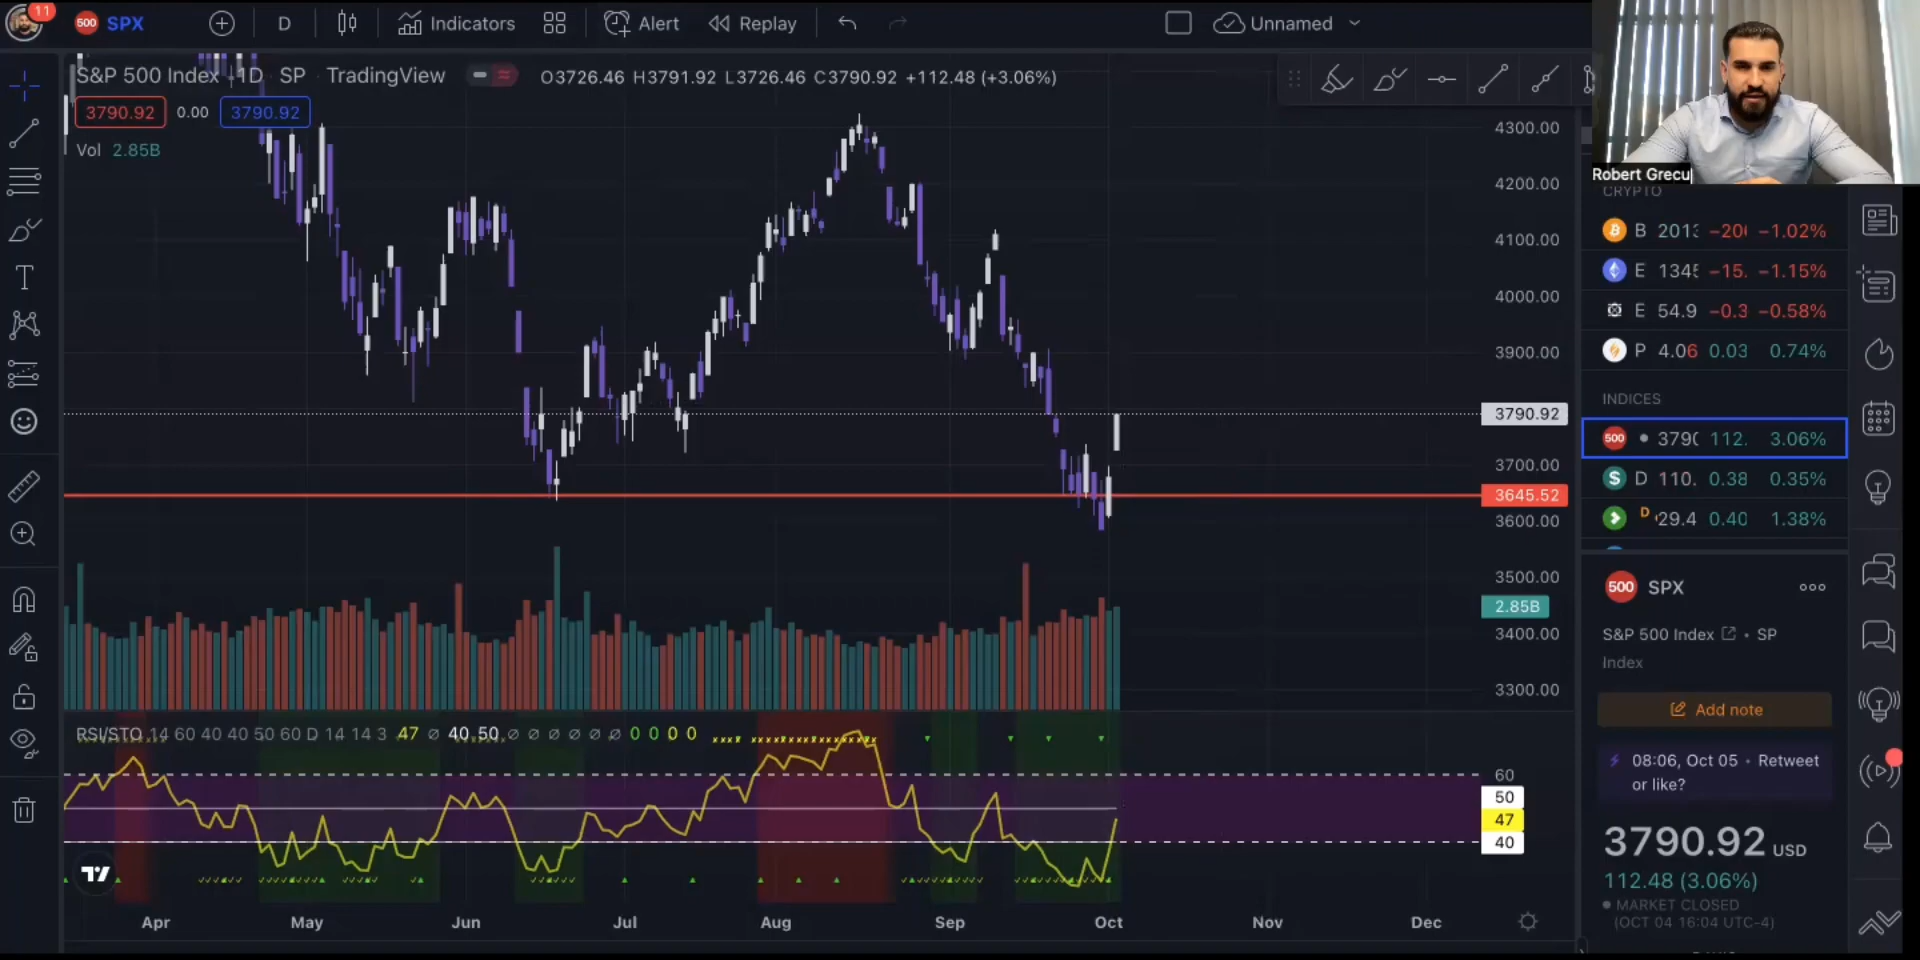 11
500 SPX
D
Indicators
Alert
Replay
Unnamed
S&P 500 Index 1D SP TradingView
O3726.46 H3791.92 L3726.46 C3790.92 +112.48 (+3.06%)
3790.92 0.00 3790.92
Vol 2.85B
4300.00
4200.00
4100.00
4000.00
3900.00
3790.92
3700.00
3645.52
3600.00
3500.00
2.85B
3400.00
3300.00
RSI/STO 14 60 40 40 50 60 D 14 14 3 47 ∅ 40 50 ∅ ∅ ∅ ∅ ∅ ∅ 0 0 0 0
60
50
47
40
Apr May Jun Jul Aug Sep Oct Nov Dec
Robert Grecu
CRYPTO
B 2013 −20 −1.02%
E 1345 −15. −1.15%
E 54.9 −0.3 −0.58%
P 4.06 0.03 0.74%
INDICES
500 3790 112. 3.06%
S D 110. 0.38 0.35%
D 29.4 0.40 1.38%
500 SPX
S&P 500 Index • SP
Index
Add note
08:06, Oct 05 • Retweet
or like?
3790.92 USD
112.48 (3.06%)
MARKET CLOSED
(OCT 04 16:04 UTC-4)